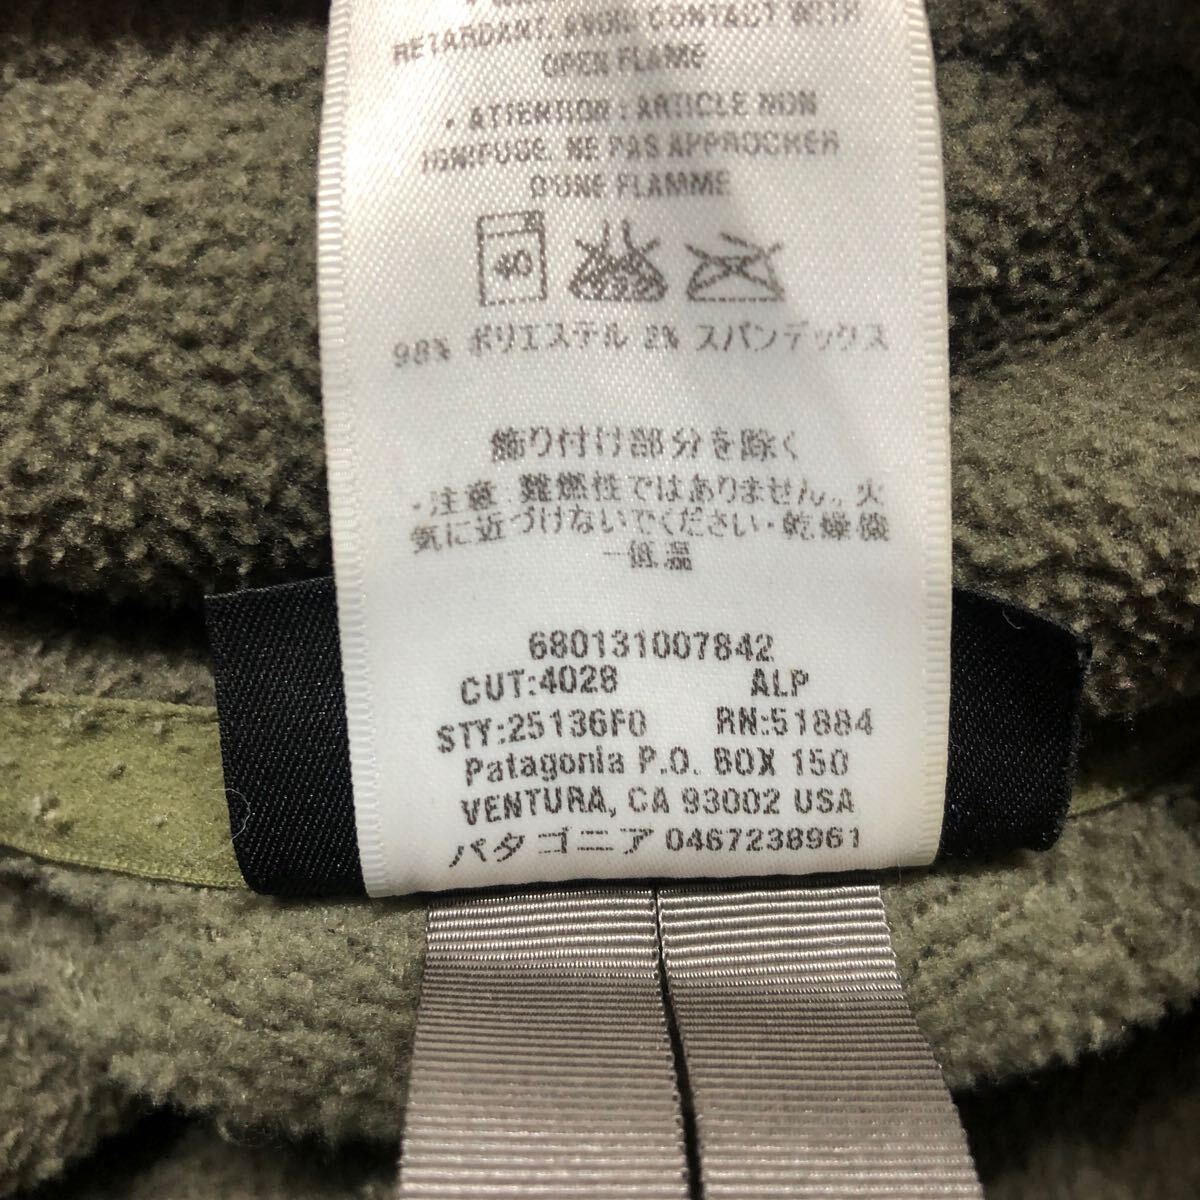 RETARDANT. AVOID CONTACT WITH
OPEN FLAME
• ATTENTION : ARTICLE NON
IGNIFUGE. NE PAS APPROCHER
D'UNE FLAMME
40
98% ポリエステル 2% スパンデックス
飾り付け部分を除く
・注意 難燃性ではありません。火
気に近づけないでください・乾燥機
ー低温
680131007842
CUT:4028 ALP
STY:25136F0 RN:51884
Patagonia P.O. BOX 150
VENTURA, CA 93002 USA
パタゴニア 0467238961